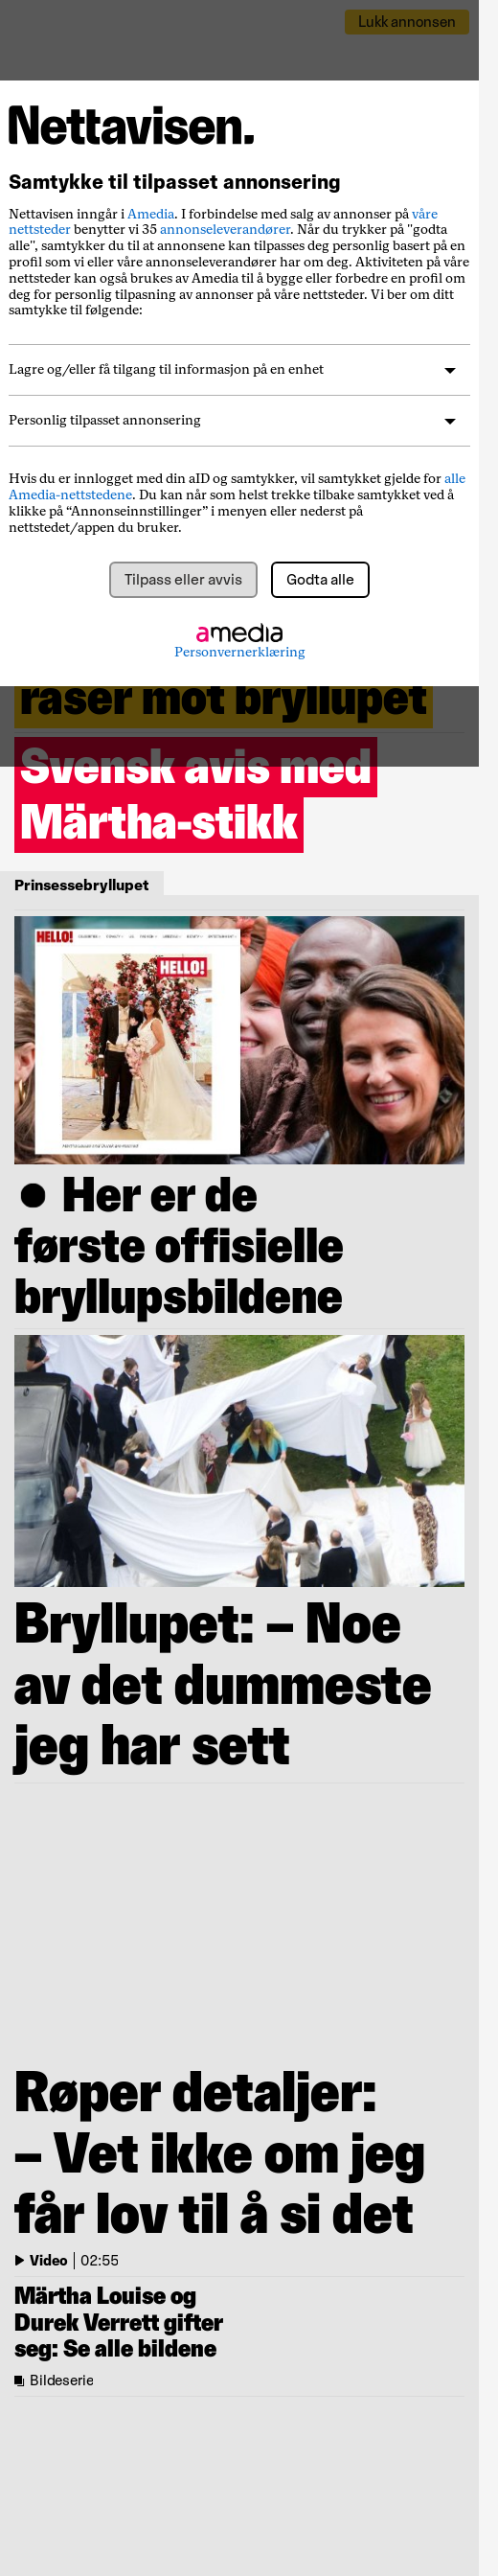 Lukk annonsen
Nettavisen.
Samtykke til tilpasset annonsering
Nettavisen inngår i Amedia. I forbindelse med salg av annonser på våre
nettsteder benytter vi 35 annonseleverandører. Når du trykker på "godta
alle", samtykker du til at annonsene kan tilpasses deg personlig basert på en
profil som vi eller våre annonseleverandører har om deg. Aktiviteten på våre
nettsteder kan også brukes av Amedia til å bygge eller forbedre en profil om
deg for personlig tilpasning av annonser på våre nettsteder. Vi ber om ditt
samtykke til følgende:
Lagre og/eller få tilgang til informasjon på en enhet
Personlig tilpasset annonsering
Hvis du er innlogget med din aID og samtykker, vil samtykket gjelde for alle
Amedia-nettstedene. Du kan når som helst trekke tilbake samtykket ved å
klikke på “Annonseinnstillinger” i menyen eller nederst på
nettstedet/appen du bruker.
Tilpass eller avvis
Godta alle
amedia
Personvernerklæring
raser mot bryllupet
Svensk avis med
Märtha-stikk
Prinsessebryllupet
HELLO!
HELLO!
● Her er de
første offisielle
bryllupsbildene
Bryllupet: – Noe
av det dummeste
jeg har sett
Røper detaljer:
– Vet ikke om jeg
får lov til å si det
Video | 02:55
Märtha Louise og
Durek Verrett gifter
seg: Se alle bildene
Bildeserie